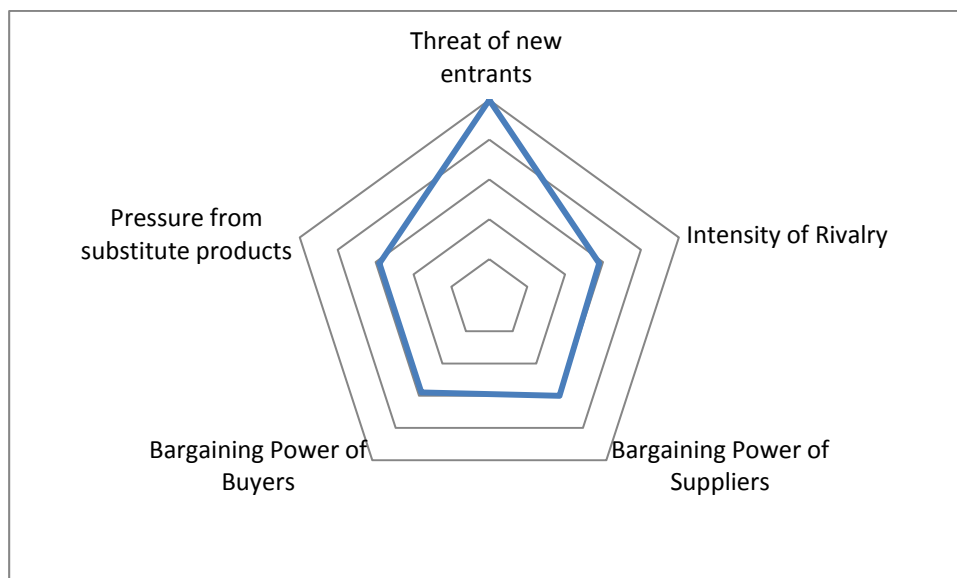 Threat of new
entrants
Pressure from
substitute products
Intensity of Rivalry
Bargaining Power of
Buyers
Bargaining Power of
Suppliers